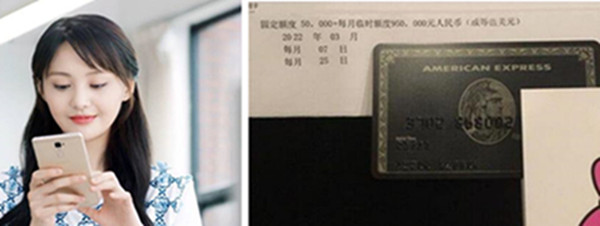 固定额度 50,000+每月临时额度950,000元人民币（或等值美元）
2022 年 03 月
每月 07 日
每月 25 日
AMERICAN EXPRESS